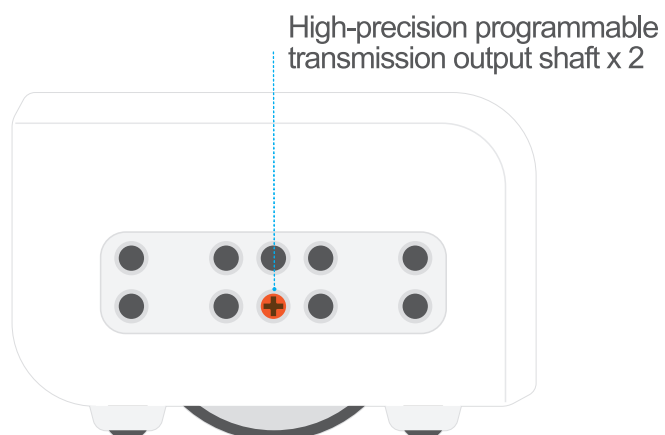 High-precision programmable
transmission output shaft x 2